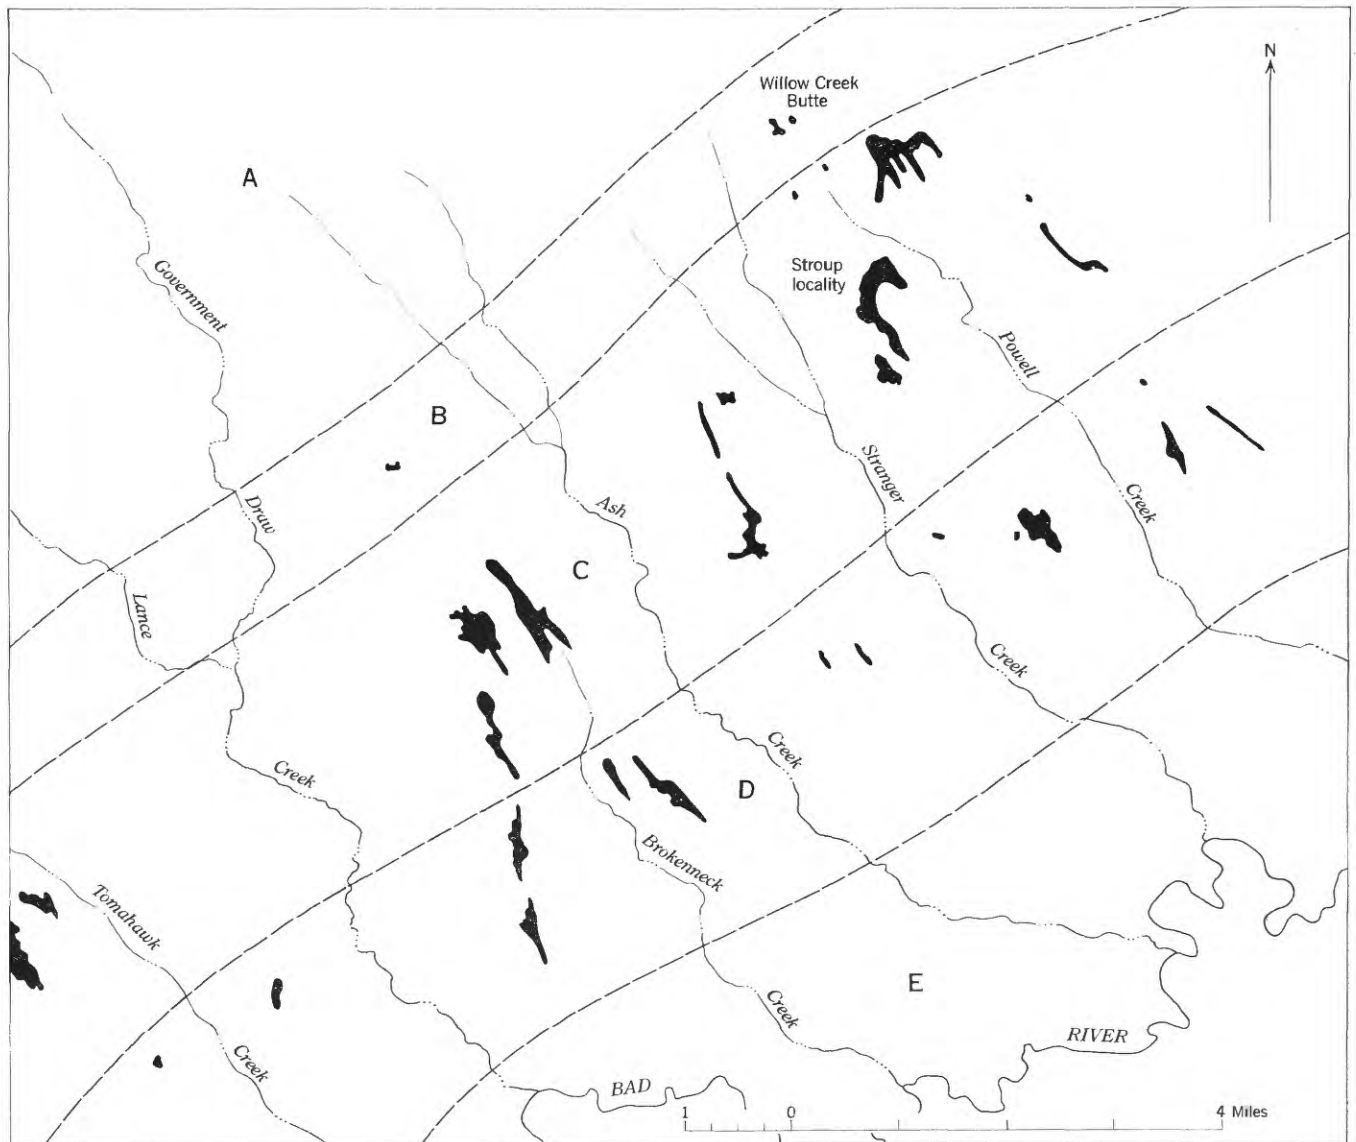 N
Willow Creek
Butte
A
Government
Stroup
locality
Powell
B
Draw
Stranger
Creek
Ash
C
Lance
Creek
Creek
Creek
D
Brokenneck
Tomahawk
E
Creek
RIVER
Creek
BAD
1 0 4 Miles